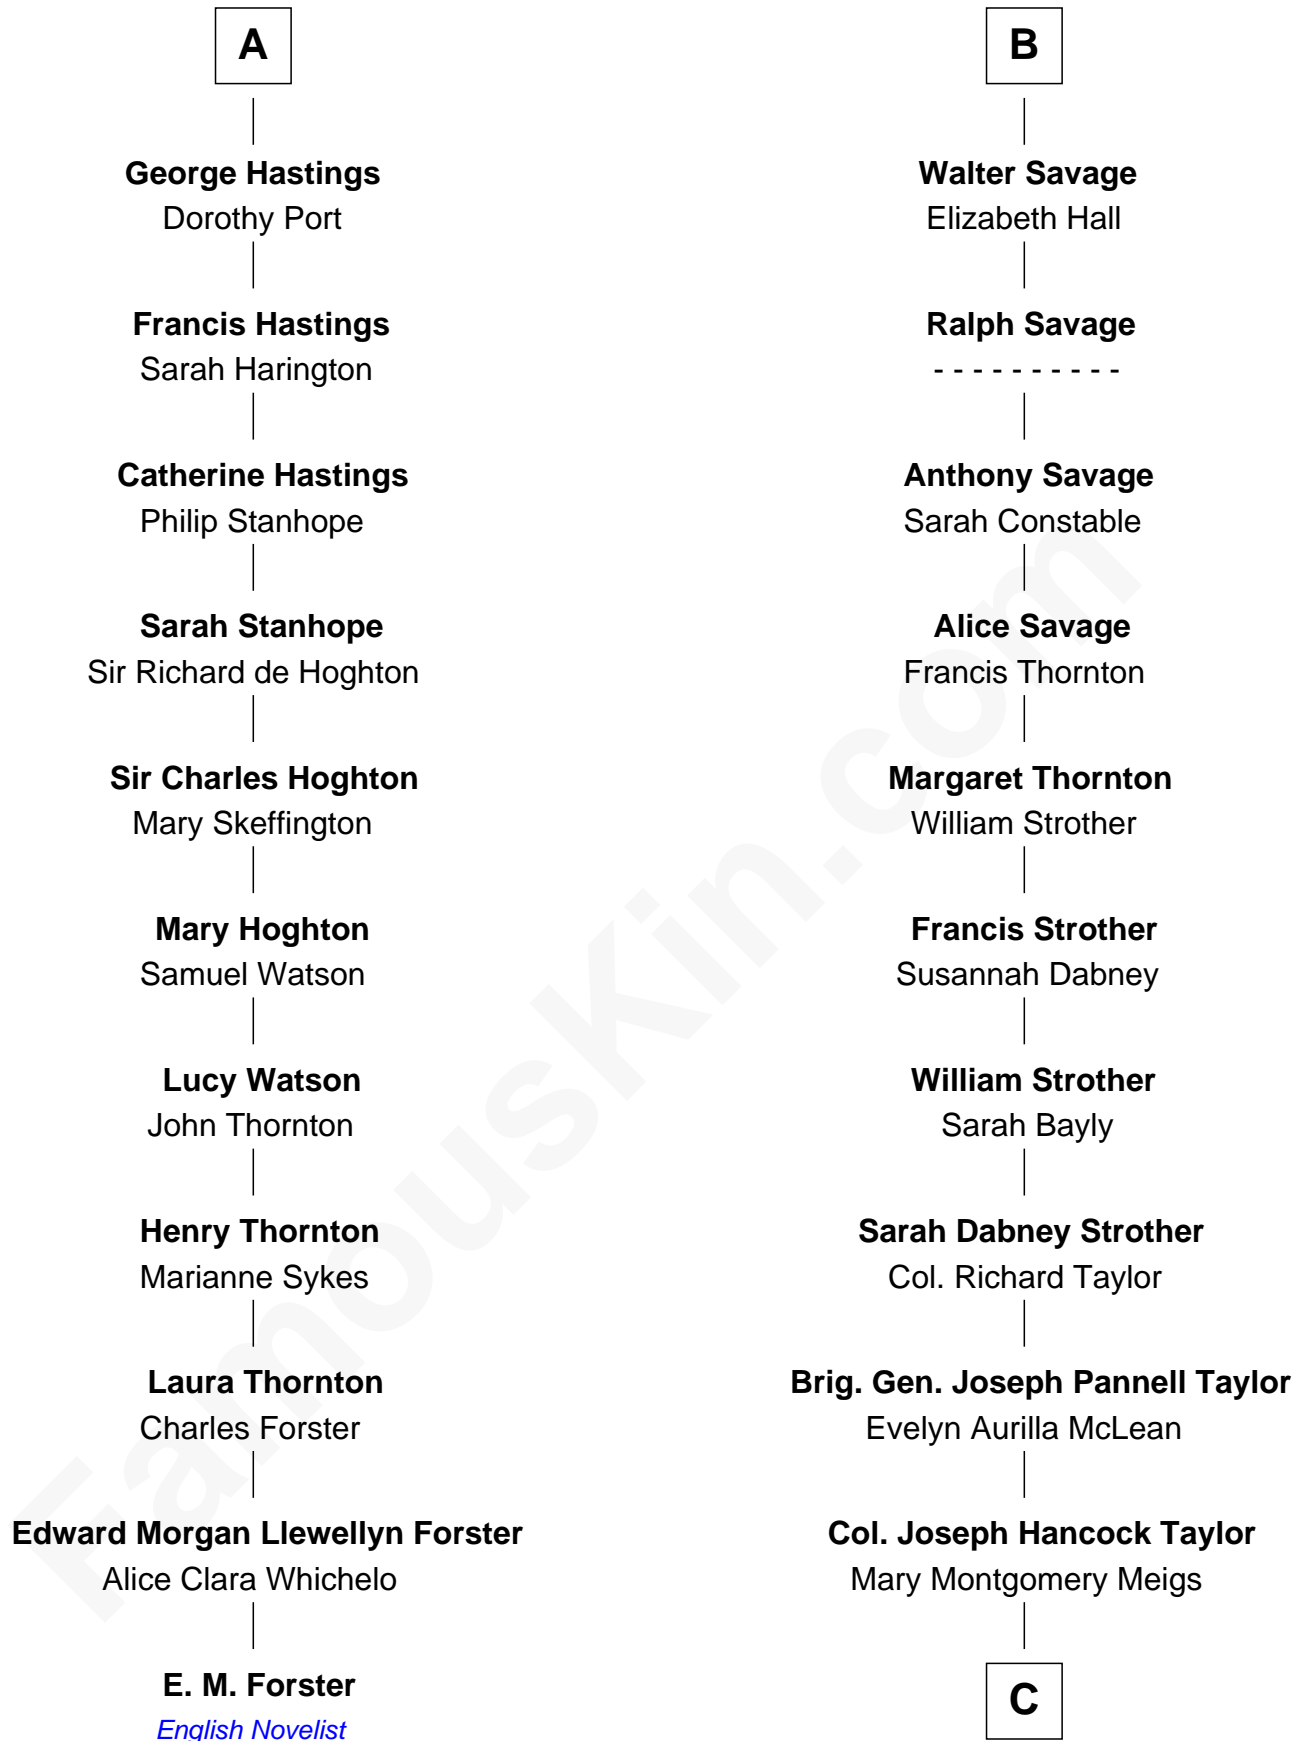 A
George Hastings
Dorothy Port
Francis Hastings
Sarah Harington
Catherine Hastings
Philip Stanhope
Sarah Stanhope
Sir Richard de Hoghton
Sir Charles Hoghton
Mary Skeffington
Mary Hoghton
Samuel Watson
Lucy Watson
John Thornton
Henry Thornton
Marianne Sykes
Laura Thornton
Charles Forster
Edward Morgan Llewellyn Forster
Alice Clara Whichelo
E. M. Forster
English Novelist
B
Walter Savage
Elizabeth Hall
Ralph Savage
- - - - - - - - - -
Anthony Savage
Sarah Constable
Alice Savage
Francis Thornton
Margaret Thornton
William Strother
Francis Strother
Susannah Dabney
William Strother
Sarah Bayly
Sarah Dabney Strother
Col. Richard Taylor
Brig. Gen. Joseph Pannell Taylor
Evelyn Aurilla McLean
Col. Joseph Hancock Taylor
Mary Montgomery Meigs
C
FamousKin.com